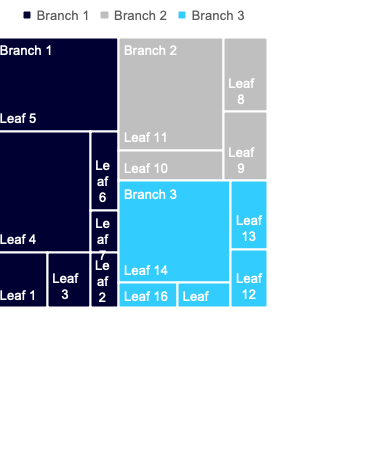 Branch 1 Branch 2 Branch 3
Branch 1
Leaf 5
Leaf 4
Le
af
6
Le
af
7
Leaf 1
Leaf
3
Le
af
2
Branch 2
Leaf 11
Leaf 10
Leaf
8
Leaf
9
Branch 3
Leaf 14
Leaf 16
Leaf
Leaf
13
Leaf
12